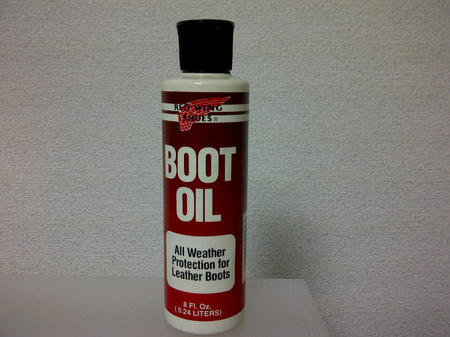 RED WING
SHOES®
BOOT
OIL
All Weather
Protection for
Leather Boots
8 Fl. Oz.
(0.24 LITERS)